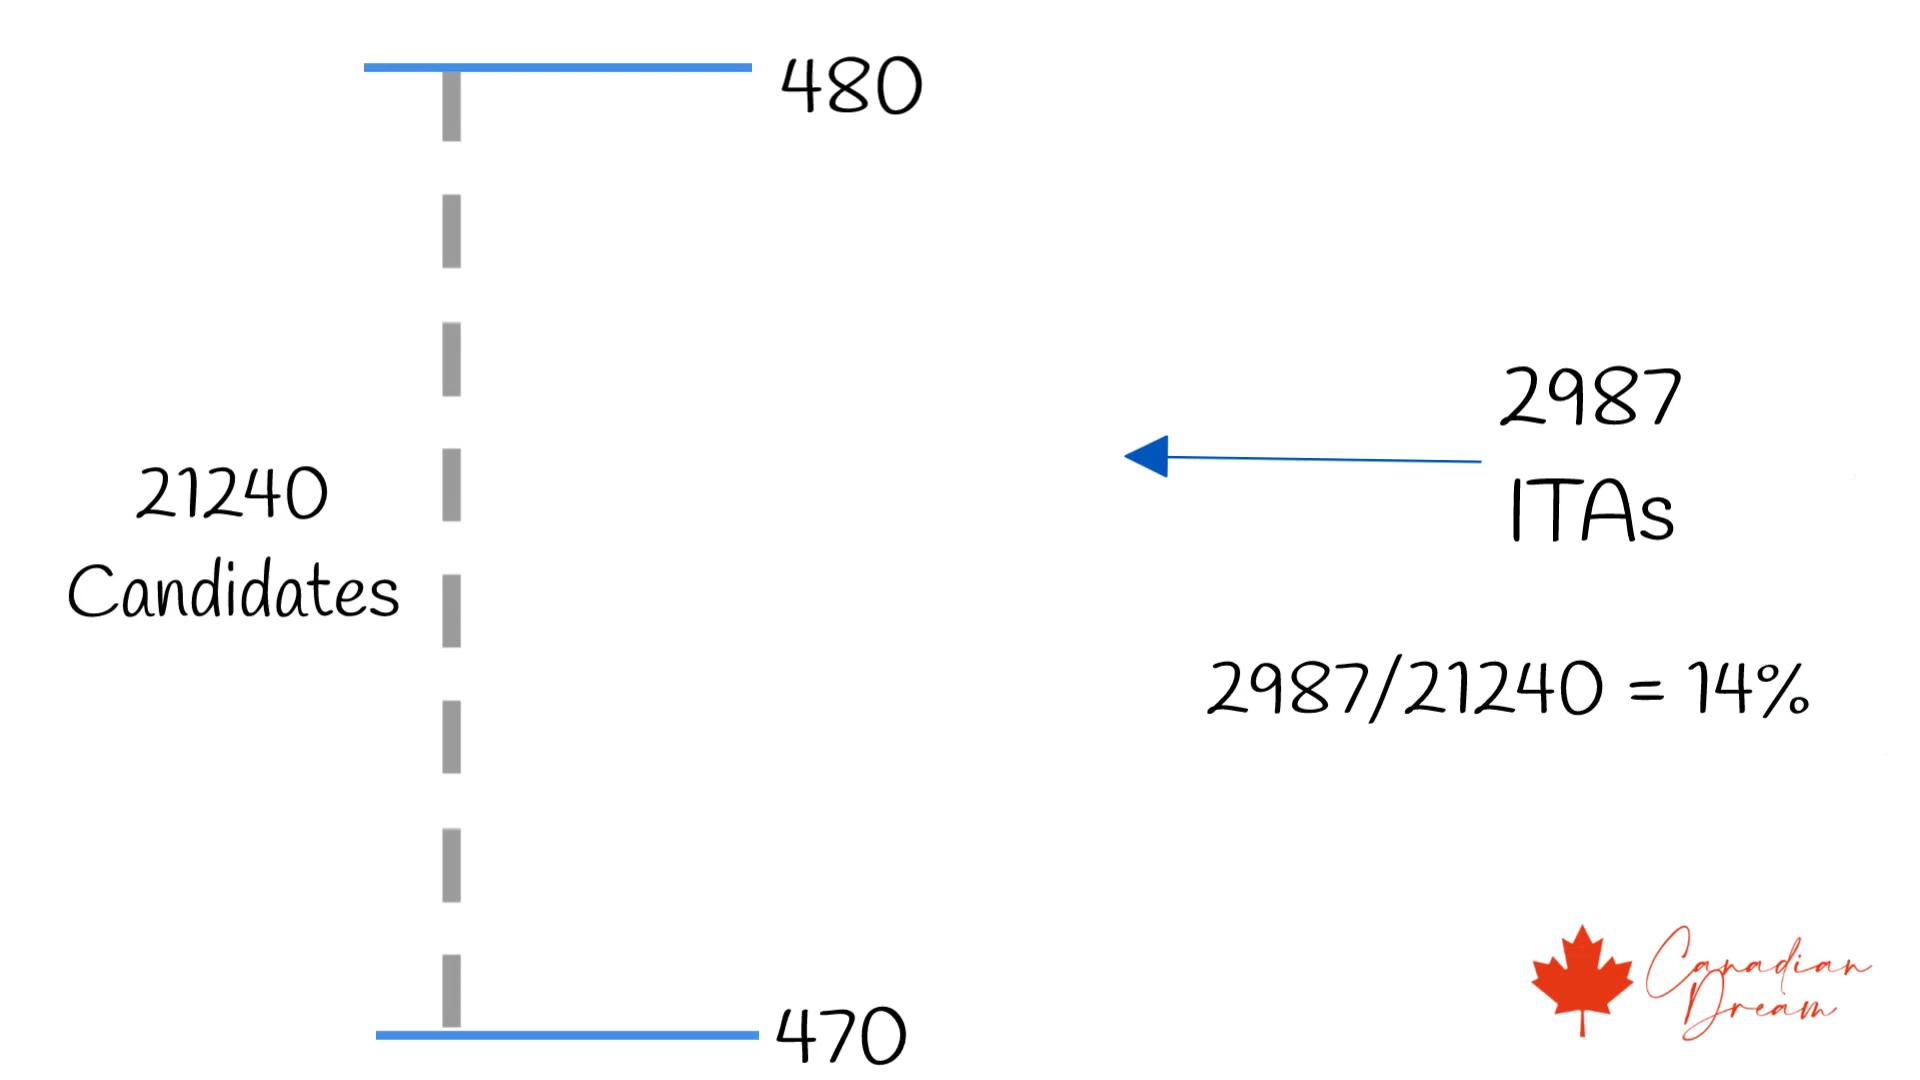 480
2987
ITAs
21240
Candidates
2987/21240 = 14%
470
Canadian
Dream